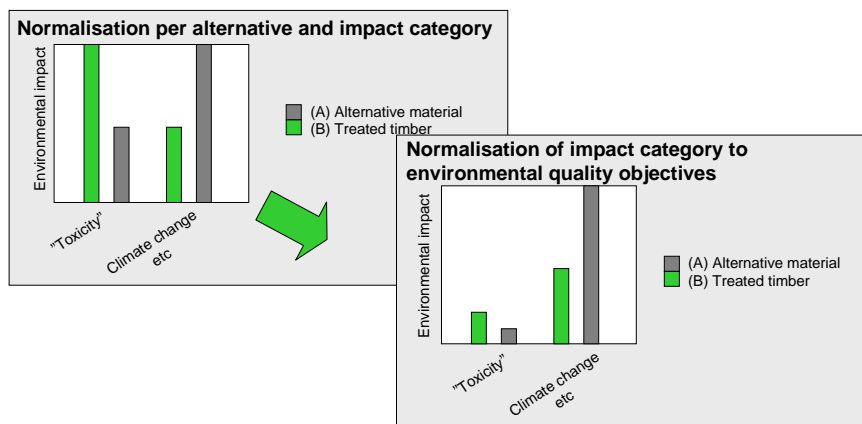 Normalisation per alternative and impact category
Environmental impact
(A) Alternative material
(B) Treated timber
"Toxicity"
Climate change
etc
Normalisation of impact category to
environmental quality objectives
Environmental impact
(A) Alternative material
(B) Treated timber
"Toxicity"
Climate change
etc